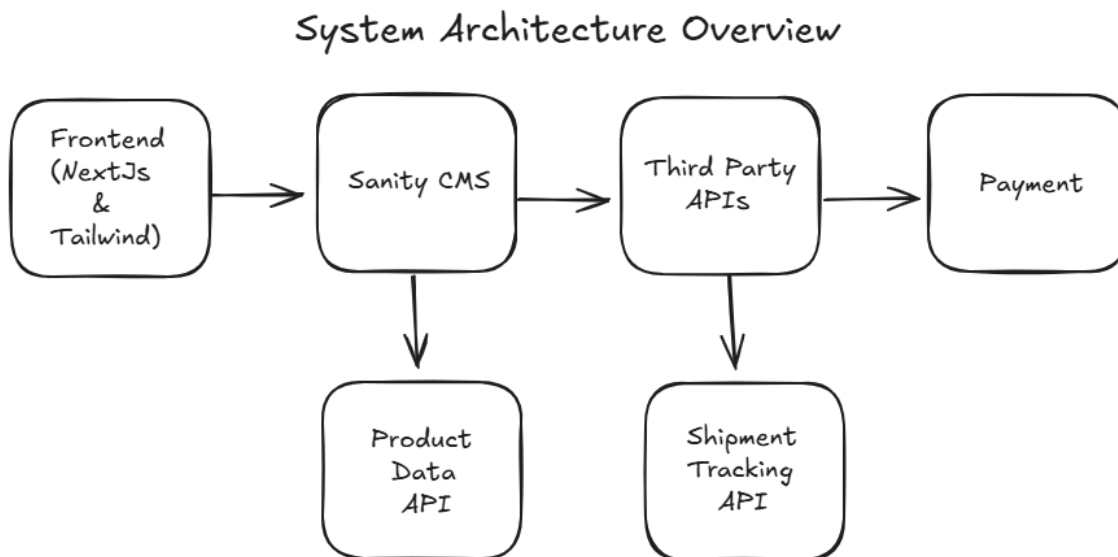 System Architecture Overview
Frontend
(NextJs
&
Tailwind)
Sanity CMS
Third Party
APIs
Payment
Product
Data
API
Shipment
Tracking
API